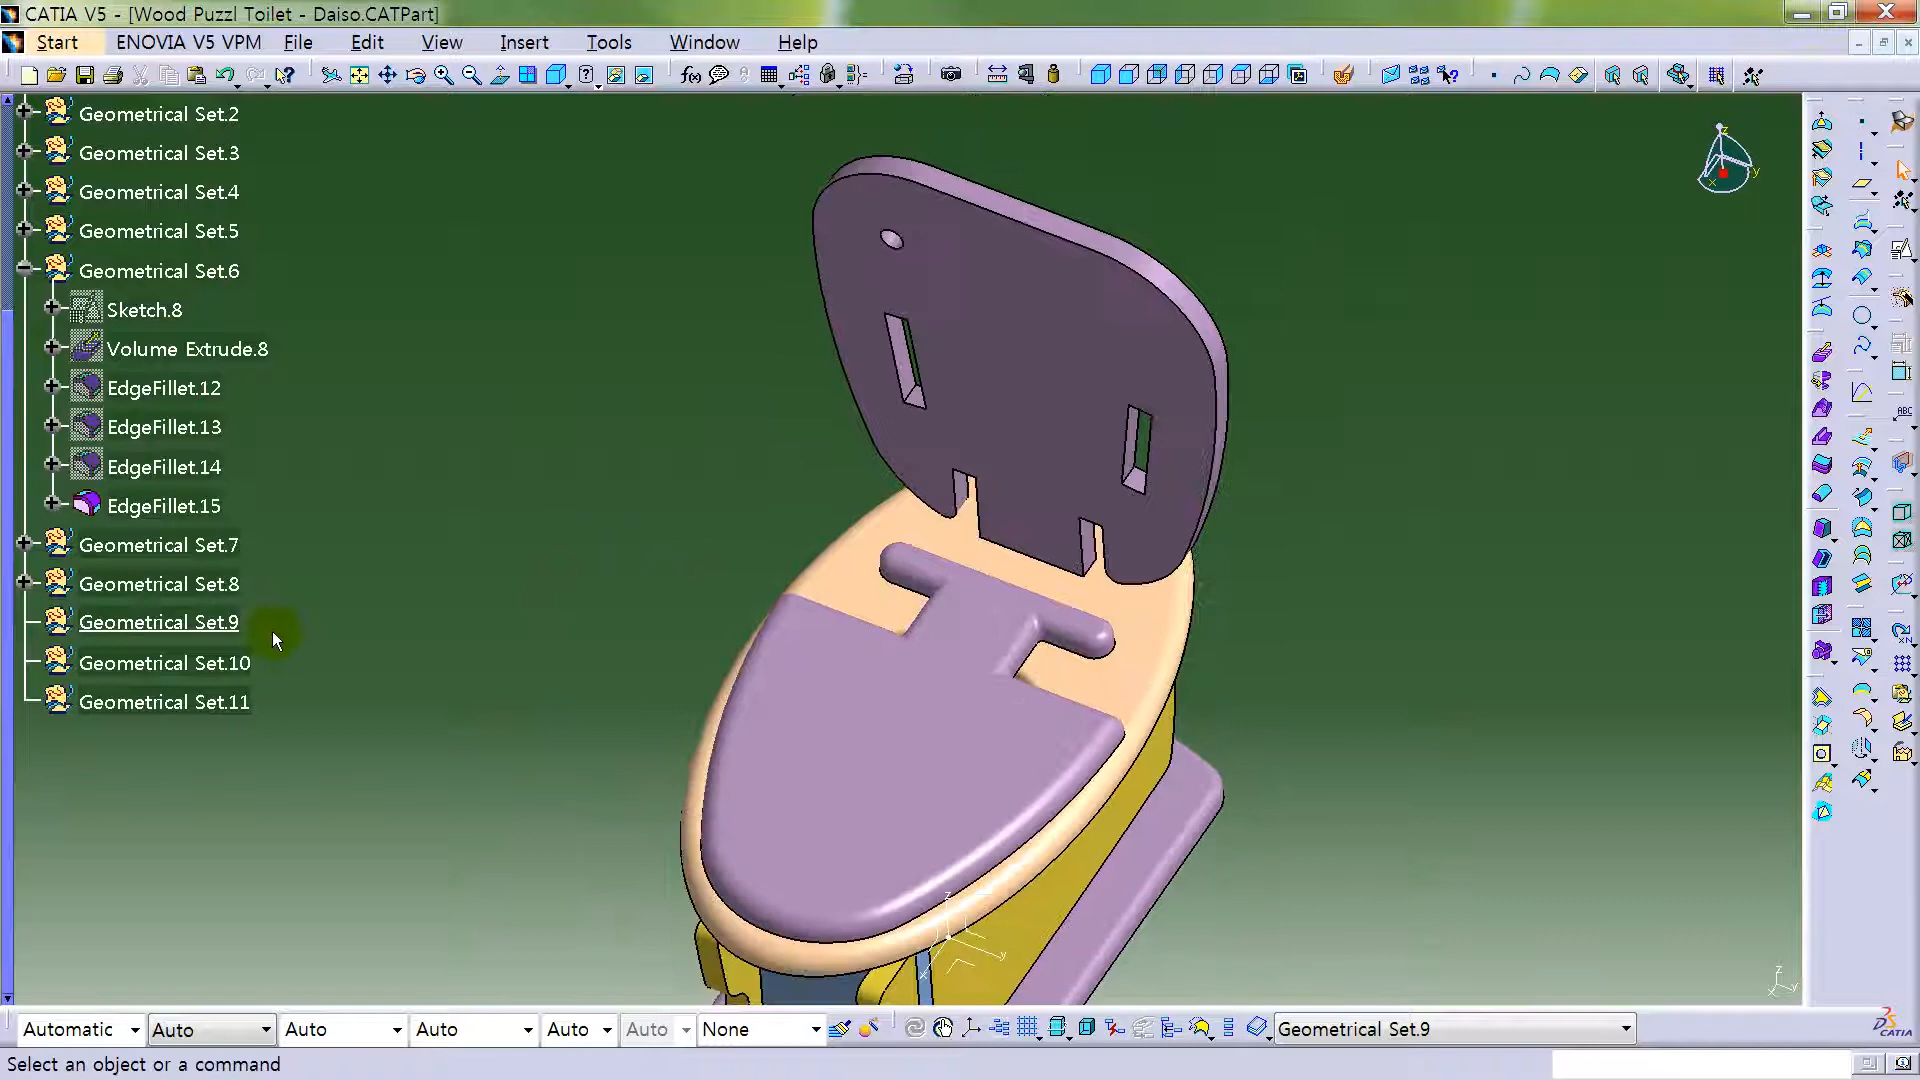 CATIA V5 - [Wood Puzzl Toilet - Daiso.CATPart]
Start ENOVIA V5 VPM File Edit View Insert Tools Window Help
Geometrical Set.2
Geometrical Set.3
Geometrical Set.4
Geometrical Set.5
Geometrical Set.6
Sketch.8
Volume Extrude.8
EdgeFillet.12
EdgeFillet.13
EdgeFillet.14
EdgeFillet.15
Geometrical Set.7
Geometrical Set.8
Geometrical Set.9
Geometrical Set.10
Geometrical Set.11
z
y
x
z
y
x
z
y
x
ABC
Automatic Auto Auto Auto Auto Auto None Geometrical Set.9
CATIA
Select an object or a command